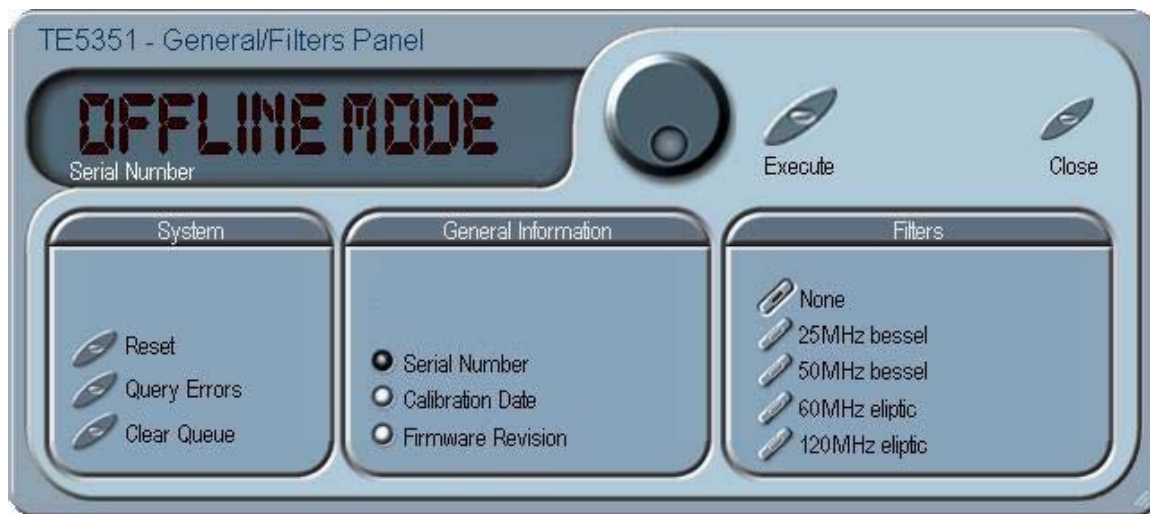 TE5351 - General/Filters Panel
OFFLINE MODE
Serial Number
Execute
Close
System
Reset
Query Errors
Clear Queue
General Information
Serial Number
Calibration Date
Firmware Revision
Filters
None
25MHz bessel
50MHz bessel
60MHz eliptic
120MHz eliptic